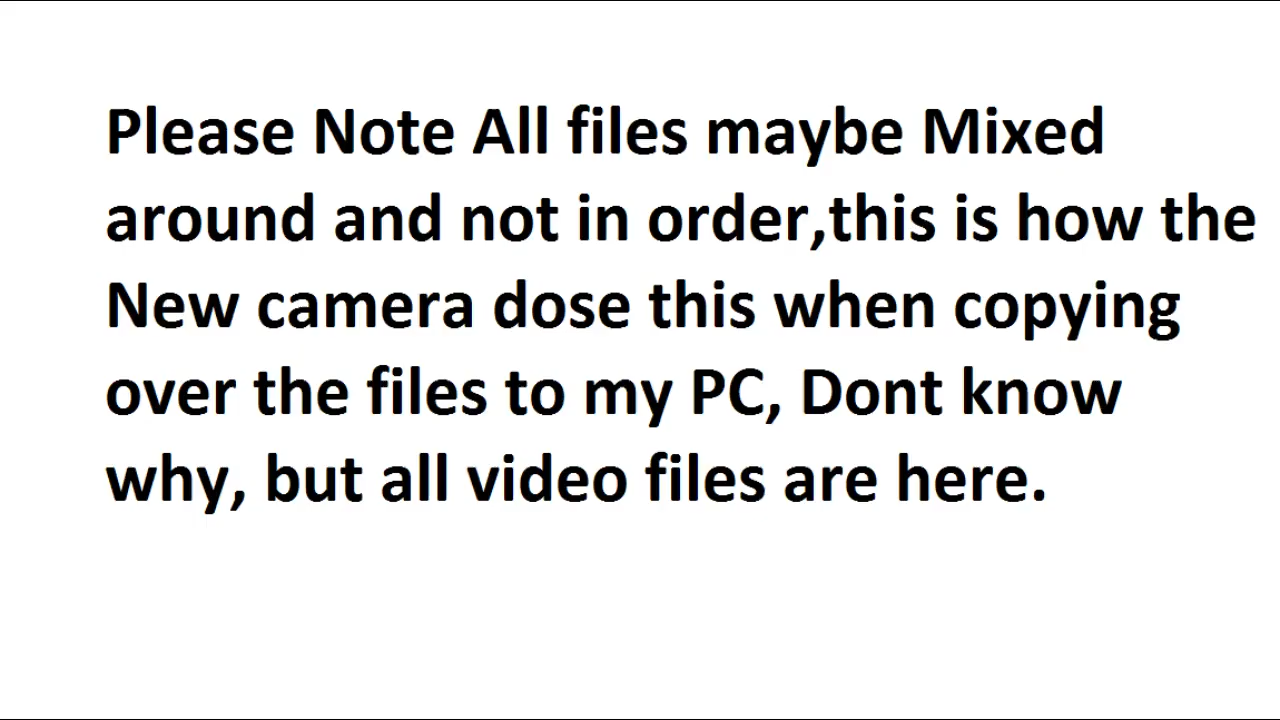 Please Note All files maybe Mixed
around and not in order,this is how the
New camera dose this when copying
over the files to my PC, Dont know
why, but all video files are here.